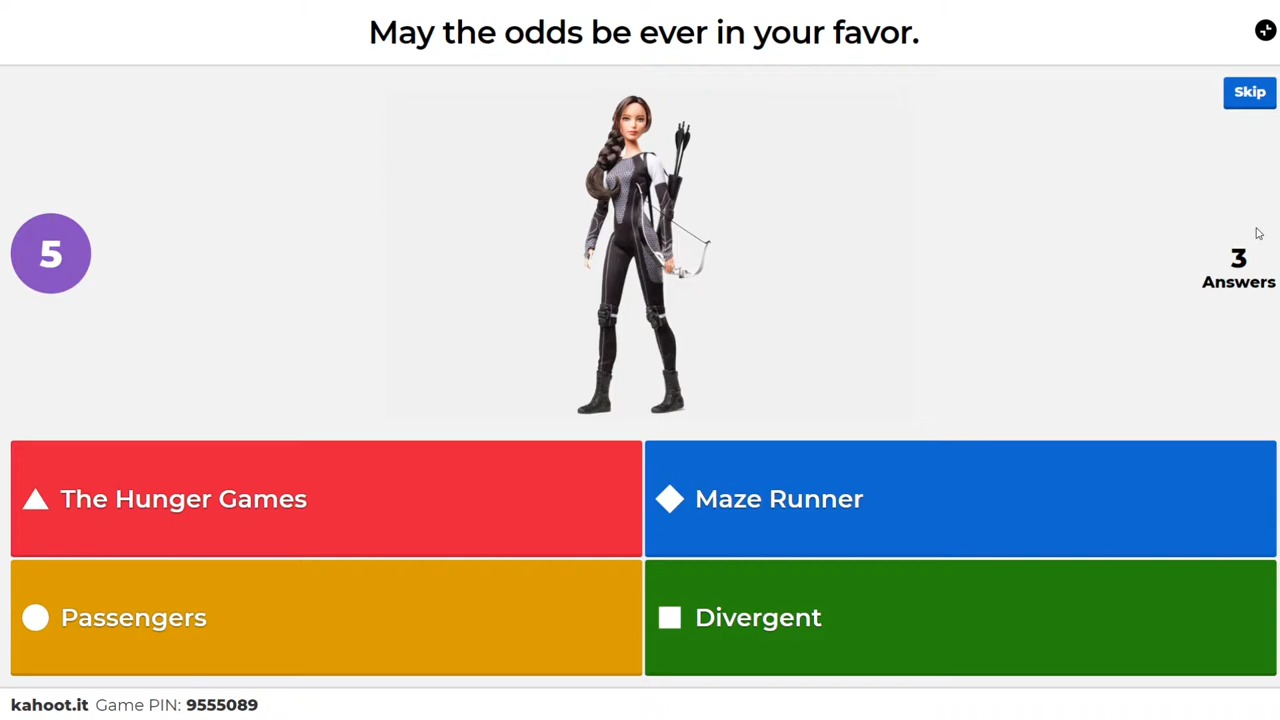 May the odds be ever in your favor.
Skip
5
3
Answers
The Hunger Games
Maze Runner
Passengers
Divergent
kahoot.it Game PIN: 9555089